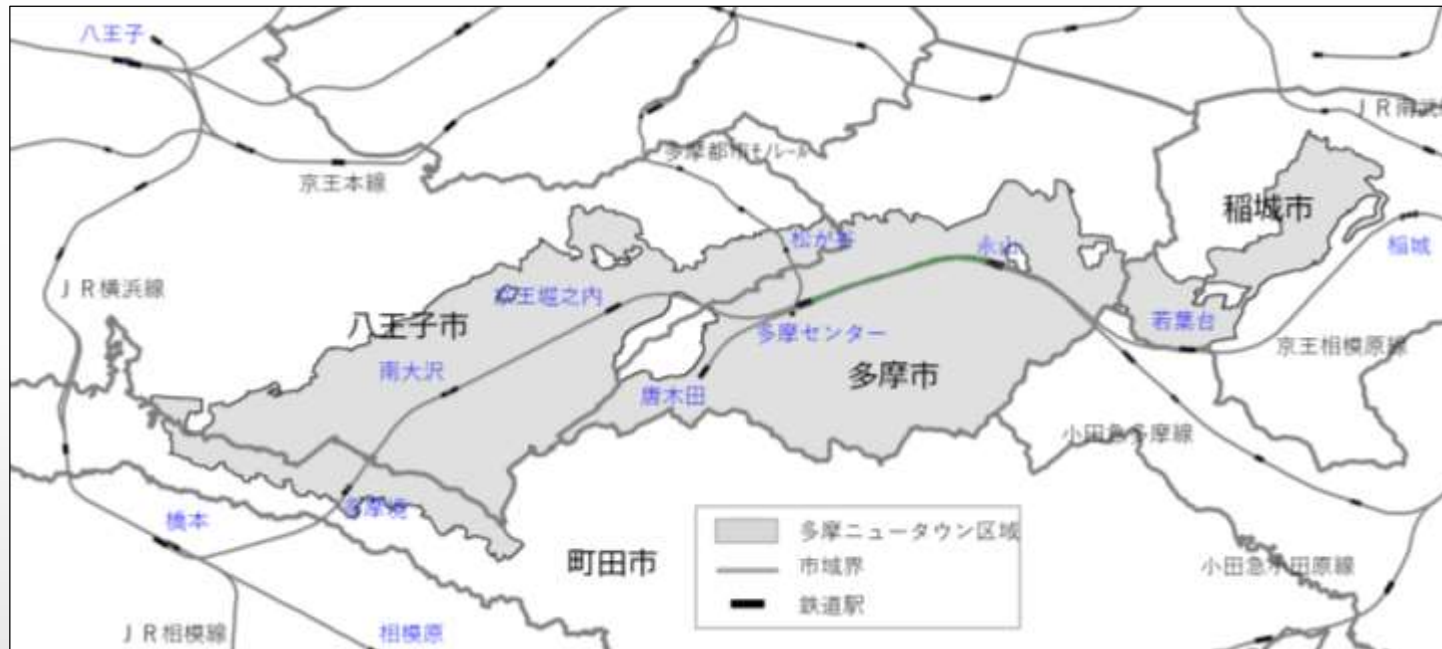 八王子
JR南武
多摩都市モノレール
京王本線
稲城市
松が谷
永山
稲城
JR横浜線
京王堀之内
八王子市
若葉台
多摩センター
京王相模原線
南大沢
多摩市
唐木田
小田急多摩線
多摩境
橋本
多摩ニュータウン区域
町田市
市域界
小田急小田原線
鉄道駅
JR相模線
相模原